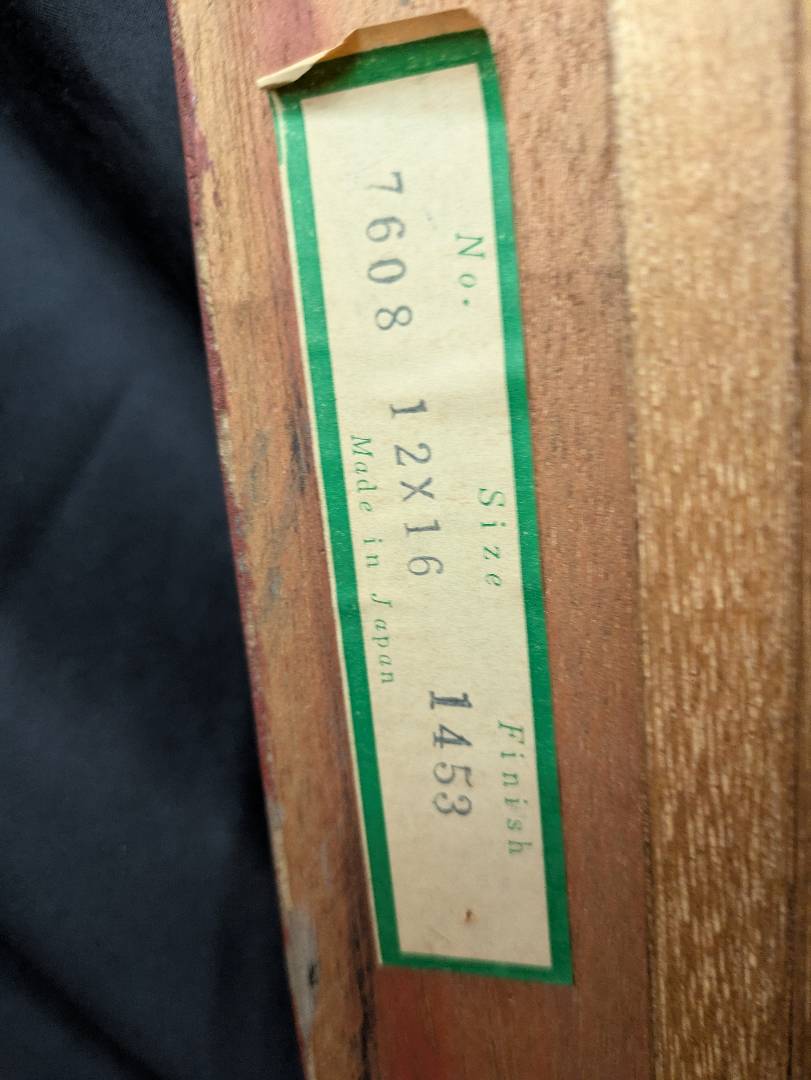 No. Size Finish
7608 12X16 1453
Made in Japan